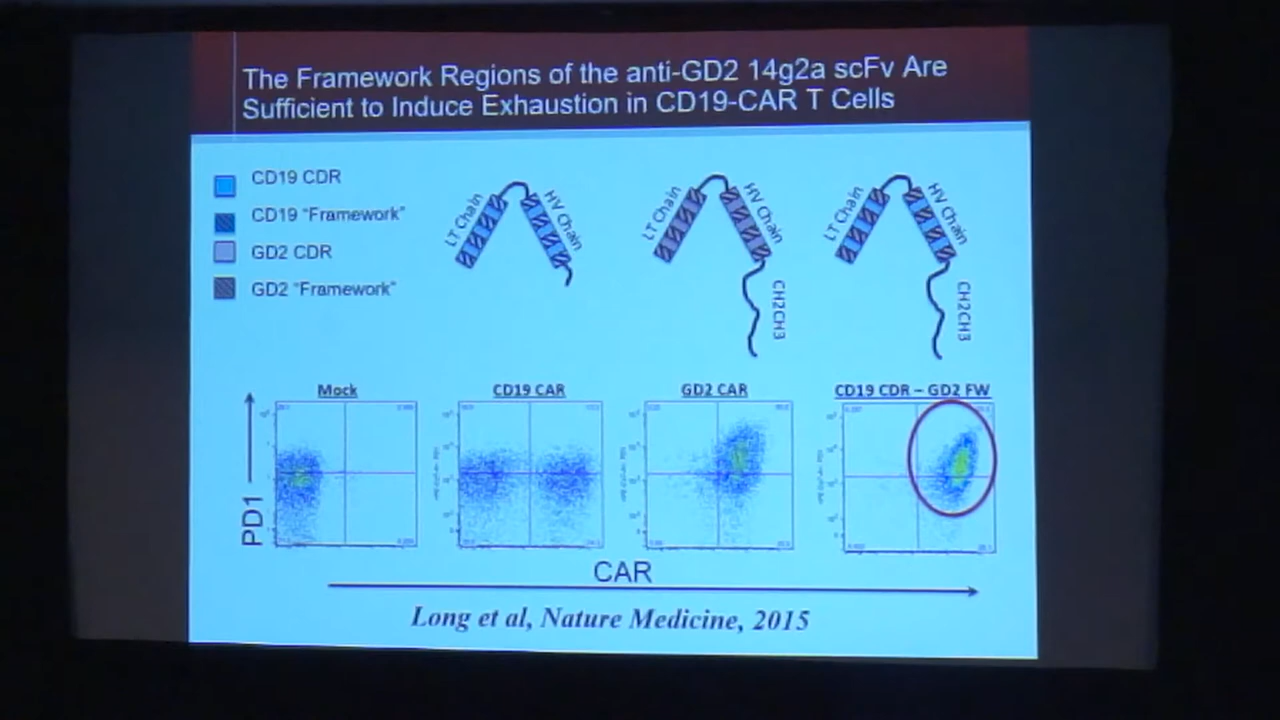 The Framework Regions of the anti-GD2 14g2a scFv Are
Sufficient to Induce Exhaustion in CD19-CAR T Cells
CD19 CDR
CD19 "Framework"
GD2 CDR
GD2 "Framework"
LT Chain
HV Chain
LT Chain
HV Chain
CH2CH3
LT Chain
HV Chain
CH2CH3
Mock
CD19 CAR
GD2 CAR
CD19 CDR – GD2 FW
PD1
CAR
Long et al, Nature Medicine, 2015